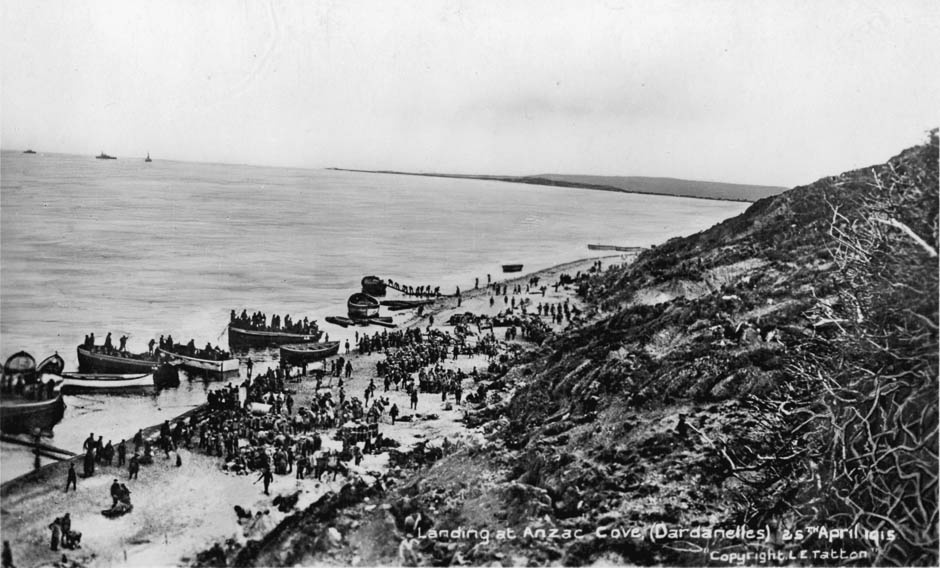 Landing at Anzac Cove, (Dardanelles) 25TH April 1915
"Copyright. L E Tatton"